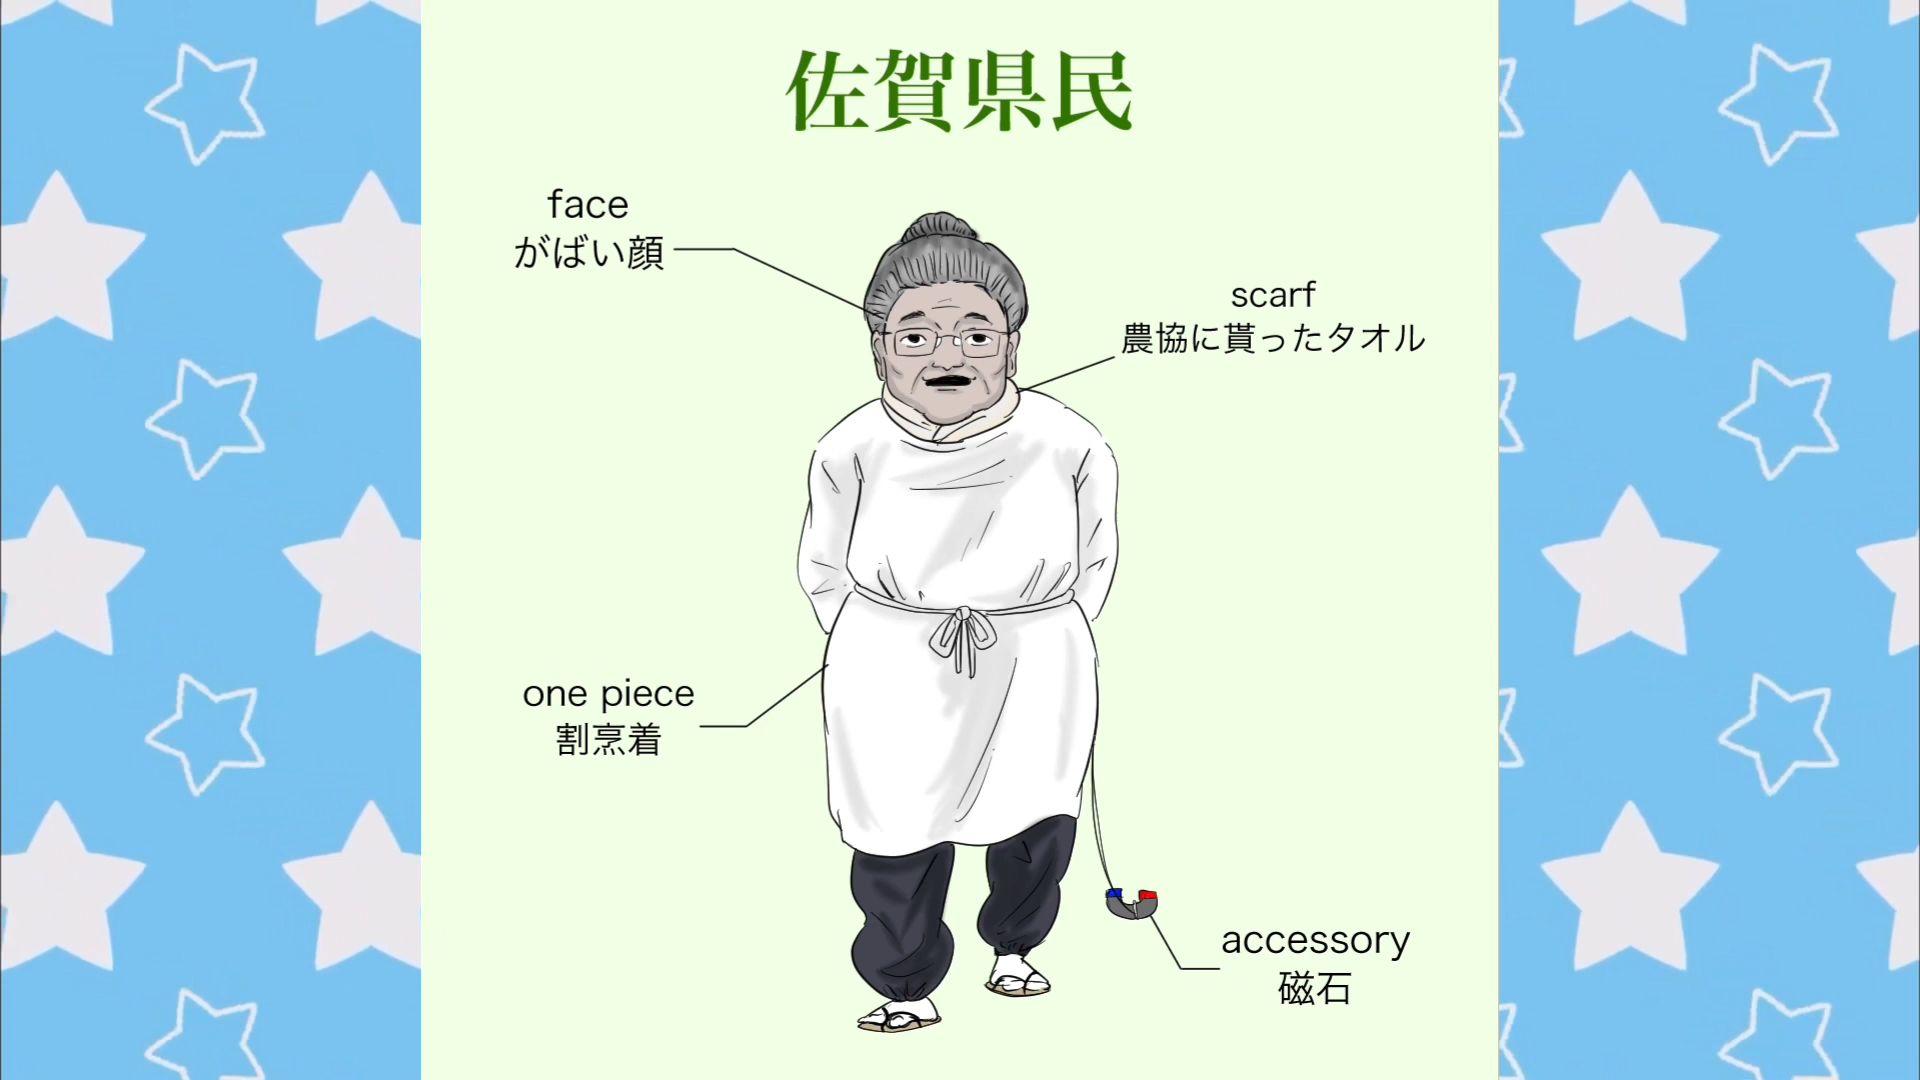 佐賀県民
face
がばい顔
scarf
農協に貰ったタオル
one piece
割烹着
accessory
磁石